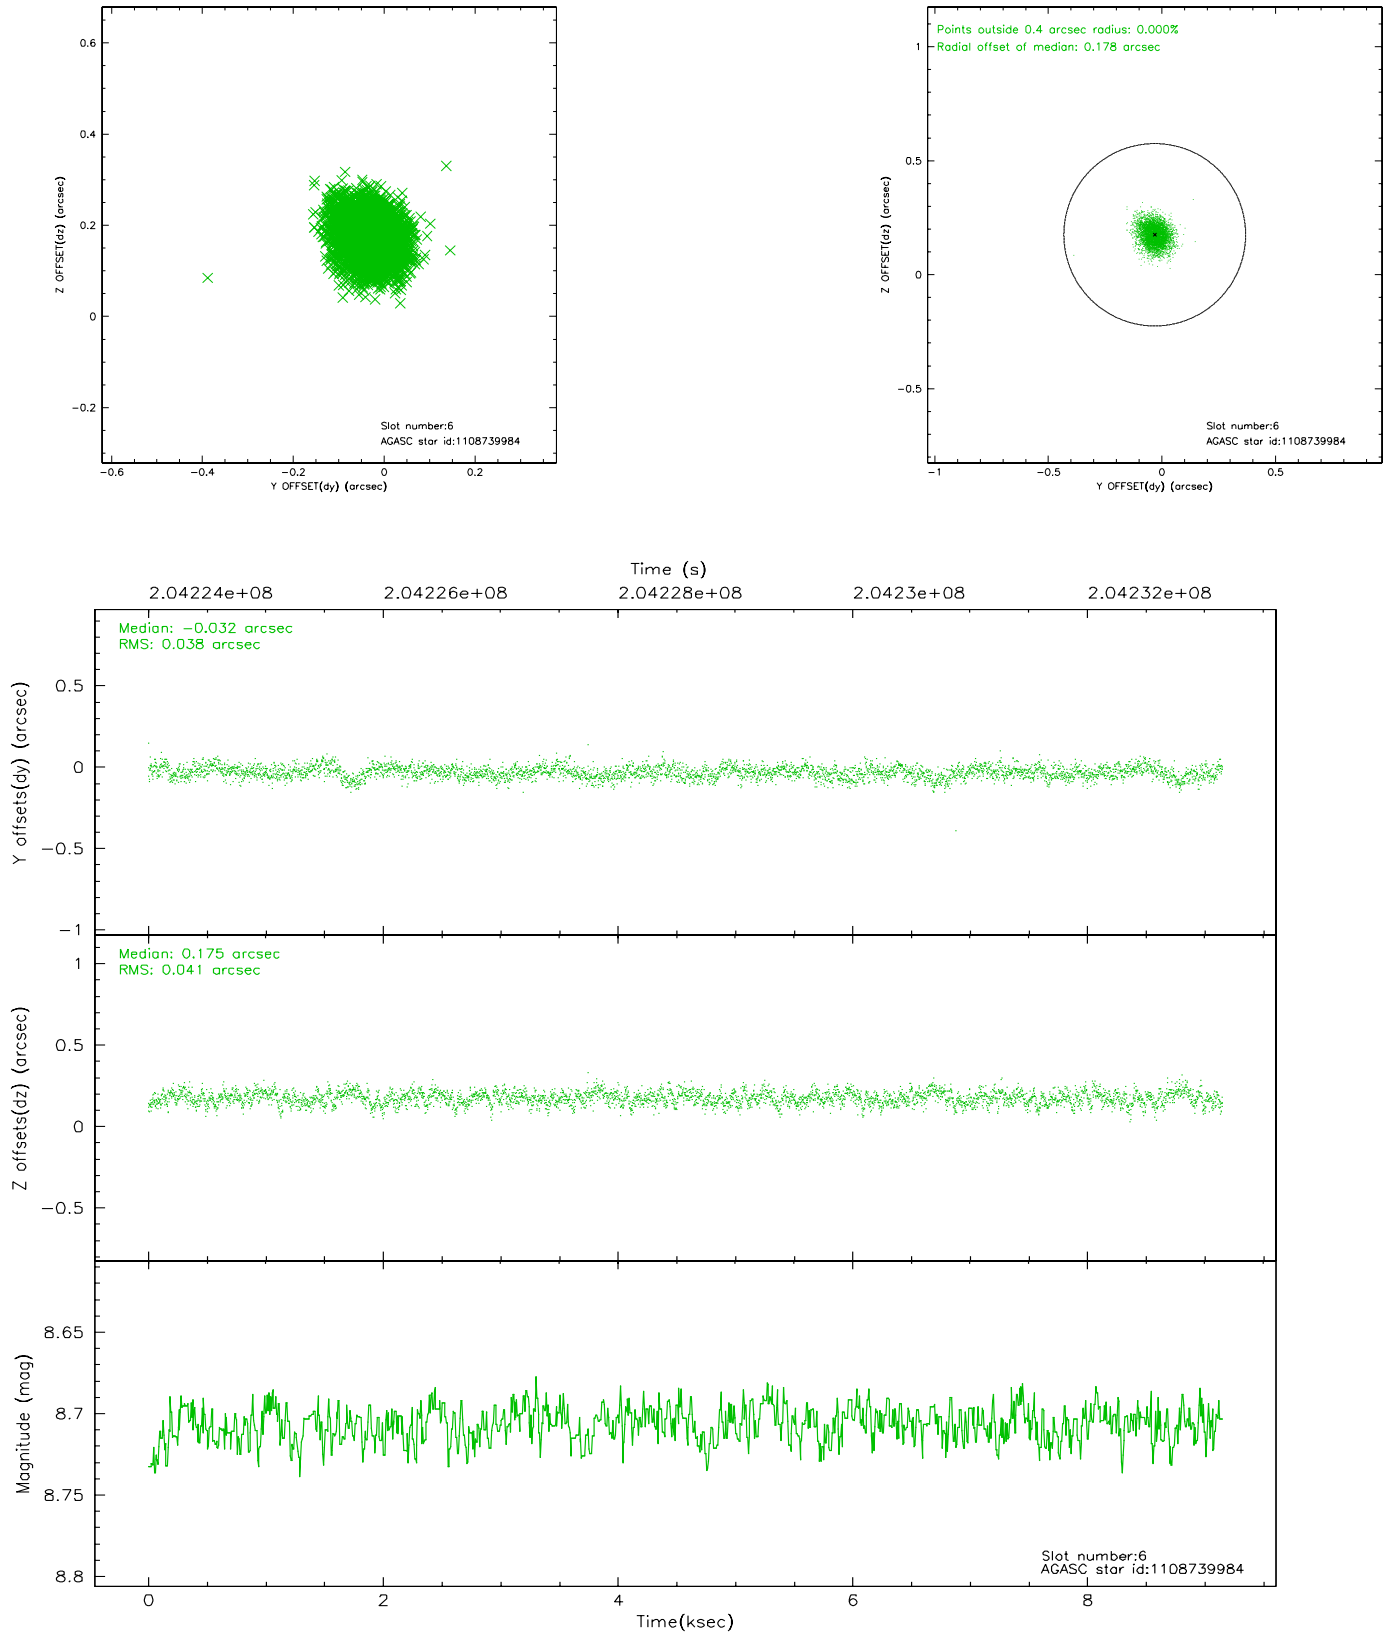 0.6
0.4
0.2
0
−0.2
Z OFFSET(dz) (arcsec)
Slot number:6
AGASC star id:1108739984
−0.6 −0.4 −0.2 0 0.2
Y OFFSET(dy) (arcsec)
Points outside 0.4 arcsec radius: 0.000%
Radial offset of median: 0.178 arcsec
1
0.5
0
−0.5
Z OFFSET(dz) (arcsec)
Slot number:6
AGASC star id:1108739984
−1 −0.5 0 0.5
Y OFFSET(dy) (arcsec)
Time (s)
2.04224e+08 2.04226e+08 2.04228e+08 2.0423e+08 2.04232e+08
Median: −0.032 arcsec
RMS: 0.038 arcsec
0.5
0
−0.5
−1
Y offsets(dy) (arcsec)
Median: 0.175 arcsec
RMS: 0.041 arcsec
1
0.5
0
−0.5
Z offsets(dz) (arcsec)
8.65
8.7
8.75
8.8
Magnitude (mag)
Slot number:6
AGASC star id:1108739984
0 2 4 6 8
Time(ksec)